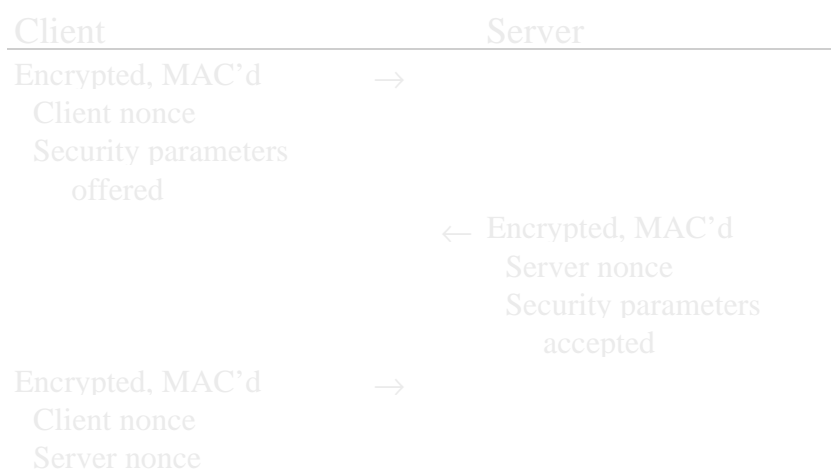 Client Server
Encrypted, MAC’d →
Client nonce
Security parameters
offered
← Encrypted, MAC’d
Server nonce
Security parameters
accepted
Encrypted, MAC’d →
Client nonce
Server nonce